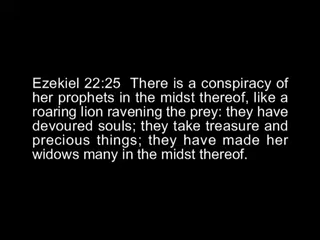 Ezekiel 22:25  There is a conspiracy of
her prophets in the midst thereof, like a
roaring lion ravening the prey: they have
devoured souls; they take treasure and
precious things; they have made her
widows many in the midst thereof.